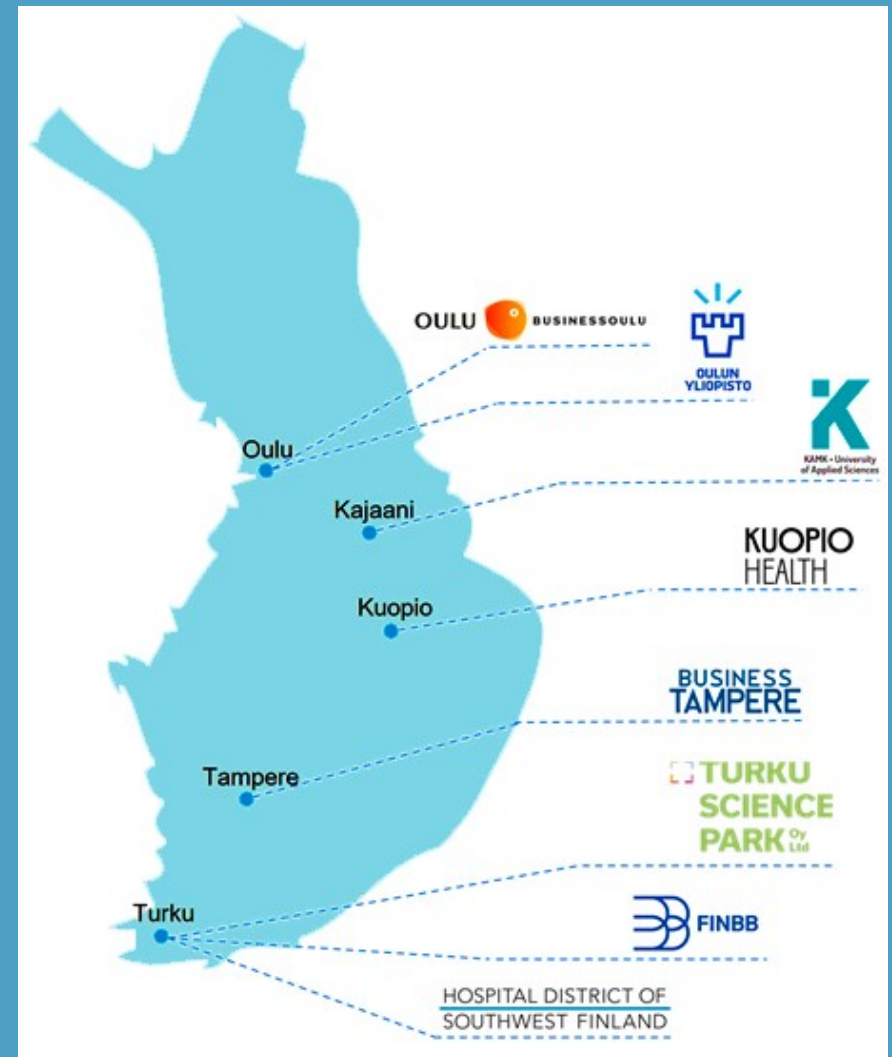 OULU BUSINESSOULU
OULUN
YLIOPISTO
Oulu
KAMK - University
of Applied Sciences
Kajaani
KUOPIO
HEALTH
Kuopio
BUSINESS
TAMPERE
Tampere
TURKU
SCIENCE
PARK Oy Ltd
Turku
FINBB
HOSPITAL DISTRICT OF
SOUTHWEST FINLAND